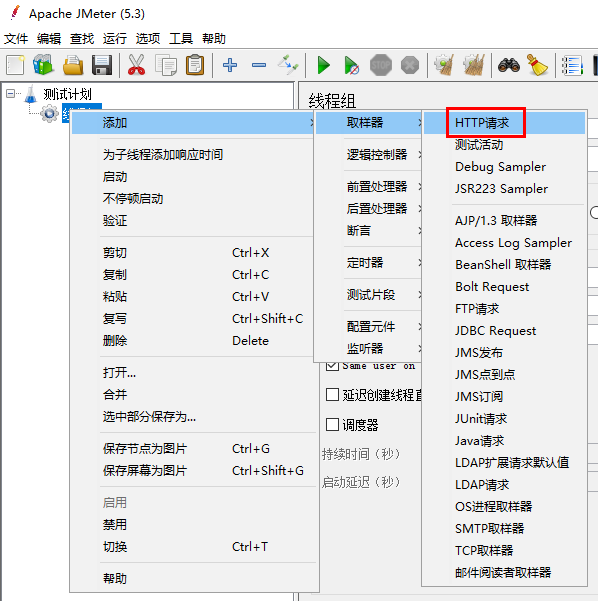 Apache JMeter (5.3)
文件 编辑 查找 运行 选项 工具 帮助
测试计划
线程组
添加
为子线程添加响应时间
启动
不停顿启动
验证
剪切 Ctrl+X
复制 Ctrl+C
粘贴 Ctrl+V
复写 Ctrl+Shift+C
删除 Delete
打开...
合并
选中部分保存为...
保存节点为图片 Ctrl+G
保存屏幕为图片 Ctrl+Shift+G
启用
禁用
切换 Ctrl+T
帮助
取样器
逻辑控制器
前置处理器
后置处理器
断言
定时器
测试片段
配置元件
监听器
HTTP请求
测试活动
Debug Sampler
JSR223 Sampler
AJP/1.3 取样器
Access Log Sampler
BeanShell 取样器
Bolt Request
FTP请求
JDBC Request
JMS发布
JMS点到点
JMS订阅
JUnit请求
Java请求
LDAP扩展请求默认值
LDAP请求
OS进程取样器
SMTP取样器
TCP取样器
邮件阅读者取样器
Same user on
延迟创建线程直
调度器
持续时间（秒）
启动延迟（秒）